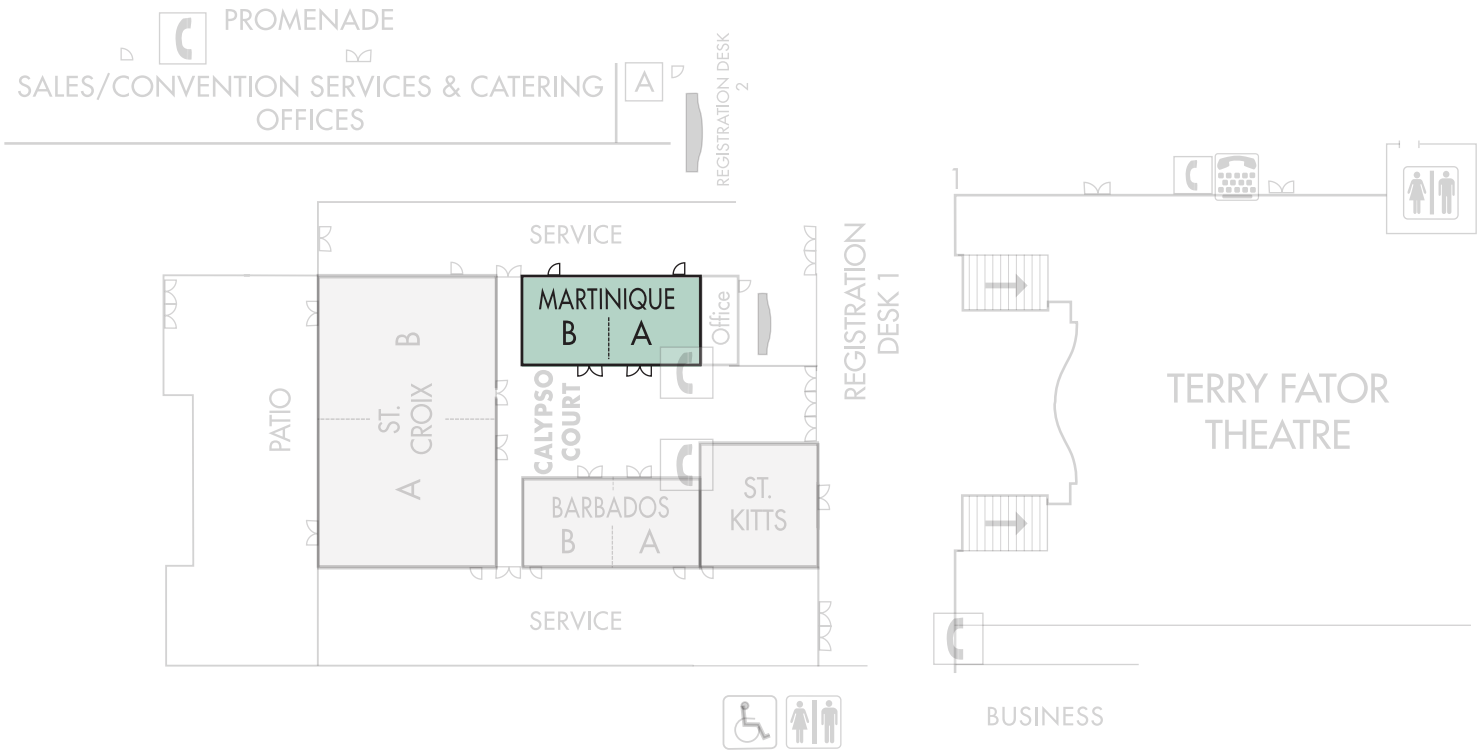 PROMENADE
SALES/CONVENTION SERVICES & CATERING
OFFICES
A
REGISTRATION DESK
2
SERVICE
REGISTRATION
DESK 1
1
MARTINIQUE
B A
Office
PATIO
B
ST.
CROIX
A
CALYPSO
COURT
BARBADOS
B A
ST.
KITTS
TERRY FATOR
THEATRE
SERVICE
BUSINESS